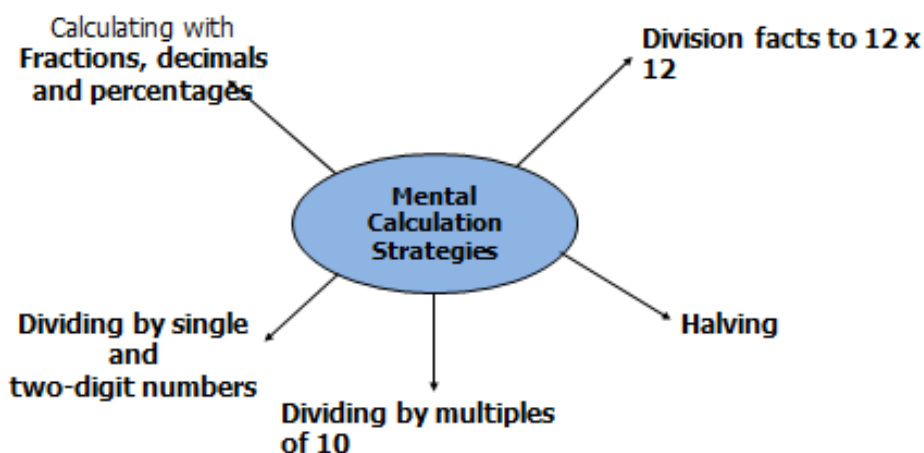 Calculating with
Fractions, decimals
and percentages
Division facts to 12 x
12
Mental
Calculation
Strategies
Dividing by single
and
two-digit numbers
Halving
Dividing by multiples
of 10